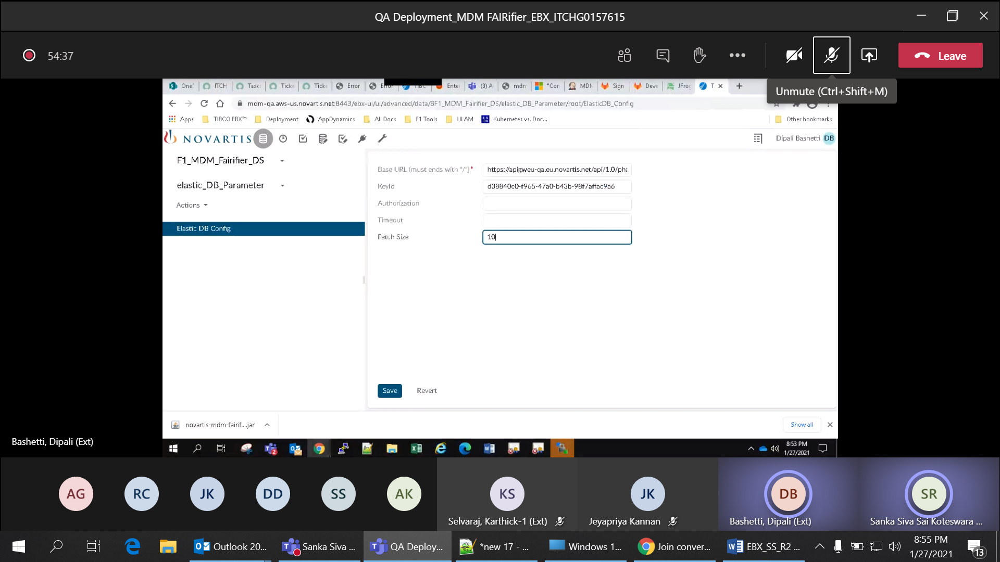 QA Deployment_MDM FAIRifier_EBX_ITCHG0157615
54:37
Leave
Unmute (Ctrl+Shift+M)
OneN
ITCH
Task
Ticke
Ticke
Error
Error
TIBC
Enter
(3) A
mdm
"Con
MDM
Sign
Deve
JFrog
T
mdm-qa.aws-us.novartis.net:8443/ebx-ui/ui/advanced/data/BF1_MDM_Fairifier_DS/elastic_DB_Parameter/root/ElasticDB_Config
Apps
TIBCO EBX™
Deployment
AppDynamics
All Docs
F1 Tools
ULAM
Kubernetes vs. Doc...
Other bookmarks
NOVARTIS
Dipali Bashetti DB
F1_MDM_Fairifier_DS
elastic_DB_Parameter
Actions
Elastic DB Config
Base URL (must ends with "/")* https://apigweu-qa.eu.novartis.net/api/1.0/pha
KeyId d38840c0-f965-47a0-b43b-98f7affac9a6
Authorization
Timeout
Fetch Size 10
Save Revert
novartis-mdm-fairif....jar
Show all
Bashetti, Dipali (Ext)
8:53 PM
1/27/2021
AG RC JK DD SS AK KS JK DB SR
Selvaraj, Karthick-1 (Ext)
Jeyapriya Kannan
Bashetti, Dipali (Ext)
Sanka Siva Sai Koteswara ...
Outlook 20...
Sanka Siva ...
QA Deploy...
*new 17 - ...
Windows 1...
Join conver...
EBX_SS_R2 ...
8:55 PM
1/27/2021
13